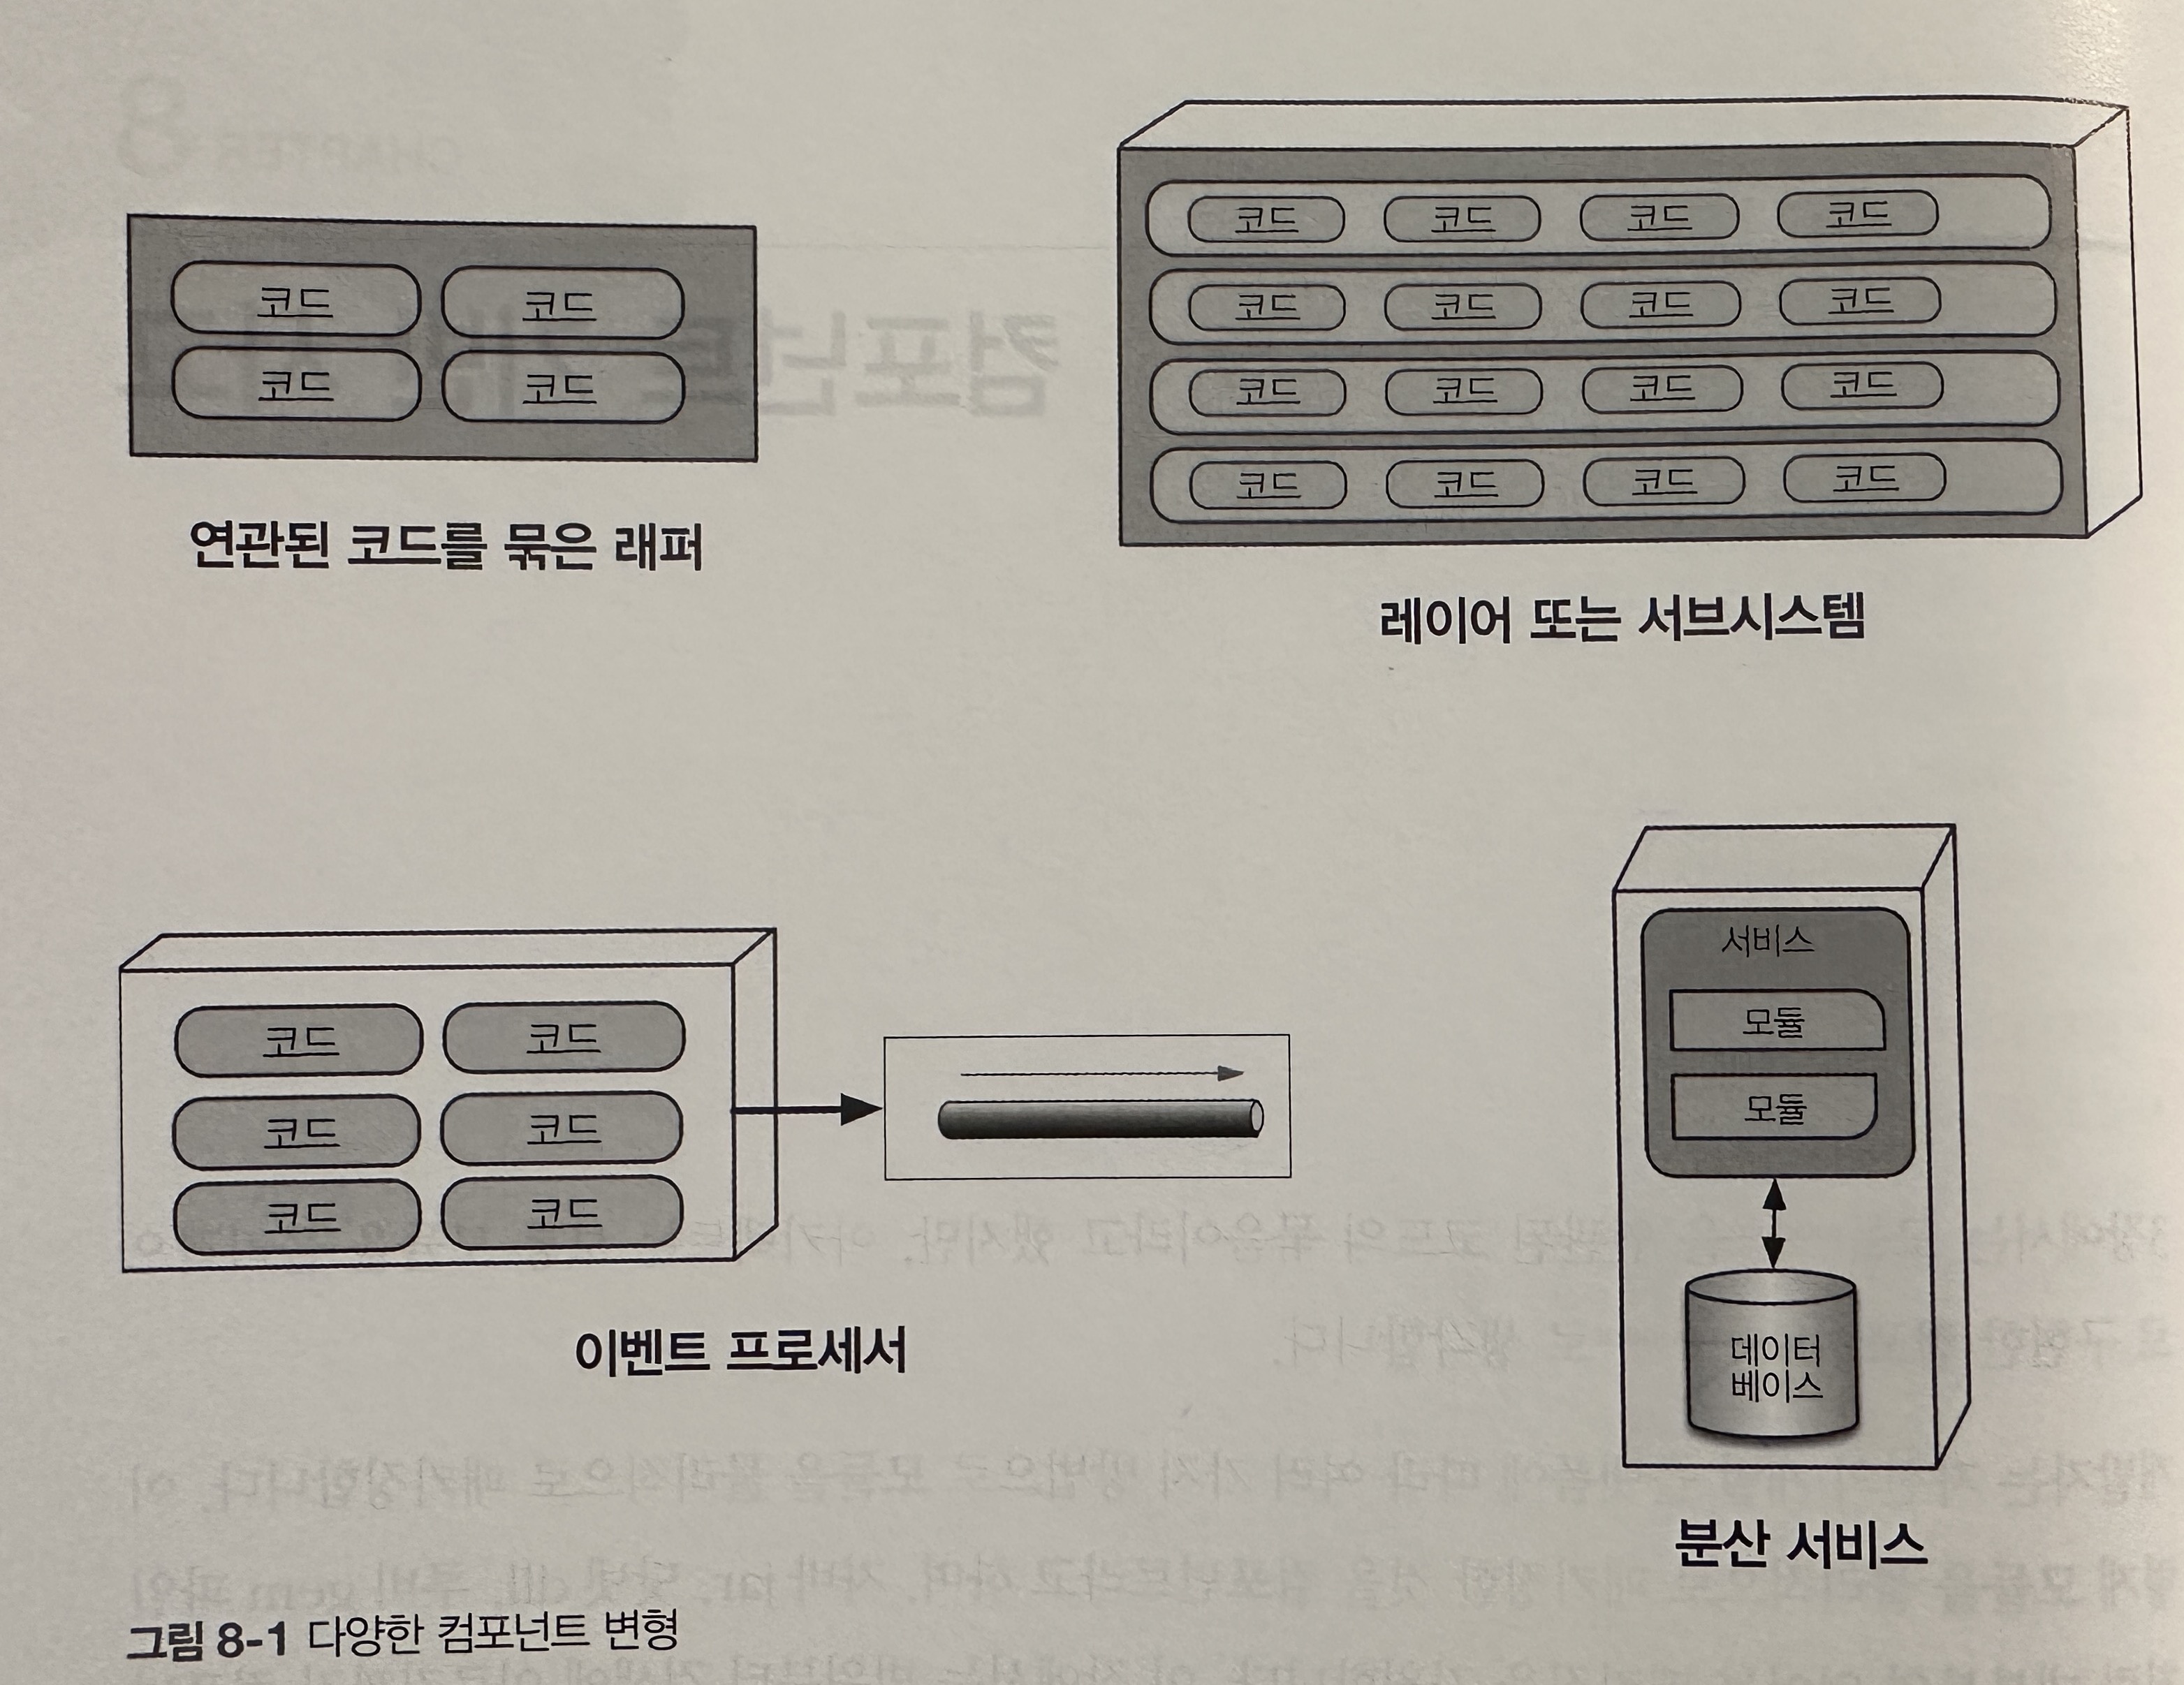 코드 코드
코드 코드
연관된 코드를 묶은 래퍼
코드 코드 코드 코드
코드 코드 코드 코드
코드 코드 코드 코드
코드 코드 코드 코드
레이어 또는 서브시스템
코드 코드
코드 코드
코드 코드
이벤트 프로세서
서비스
모듈
모듈
데이터
베이스
분산 서비스
그림 8-1 다양한 컴포넌트 변형